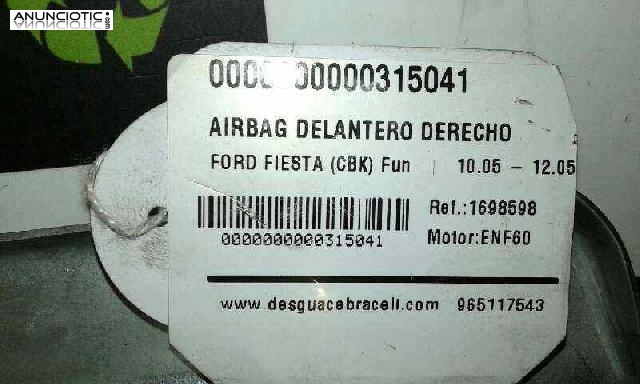 ANUNCIOTIC.es
0000000000315041
AIRBAG DELANTERO DERECHO
FORD FIESTA (CBK) Fun | 10.05 – 12.05
Ref.:1698598
0000000000315041
Motor:ENF60
www.desguacebraceli.com 965117543